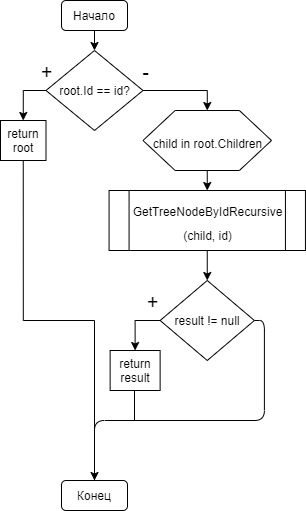 Начало
+
-
root.Id == id?
return
root
child in root.Children
GetTreeNodeByIdRecursive
(child, id)
+
result != null
return
result
Конец